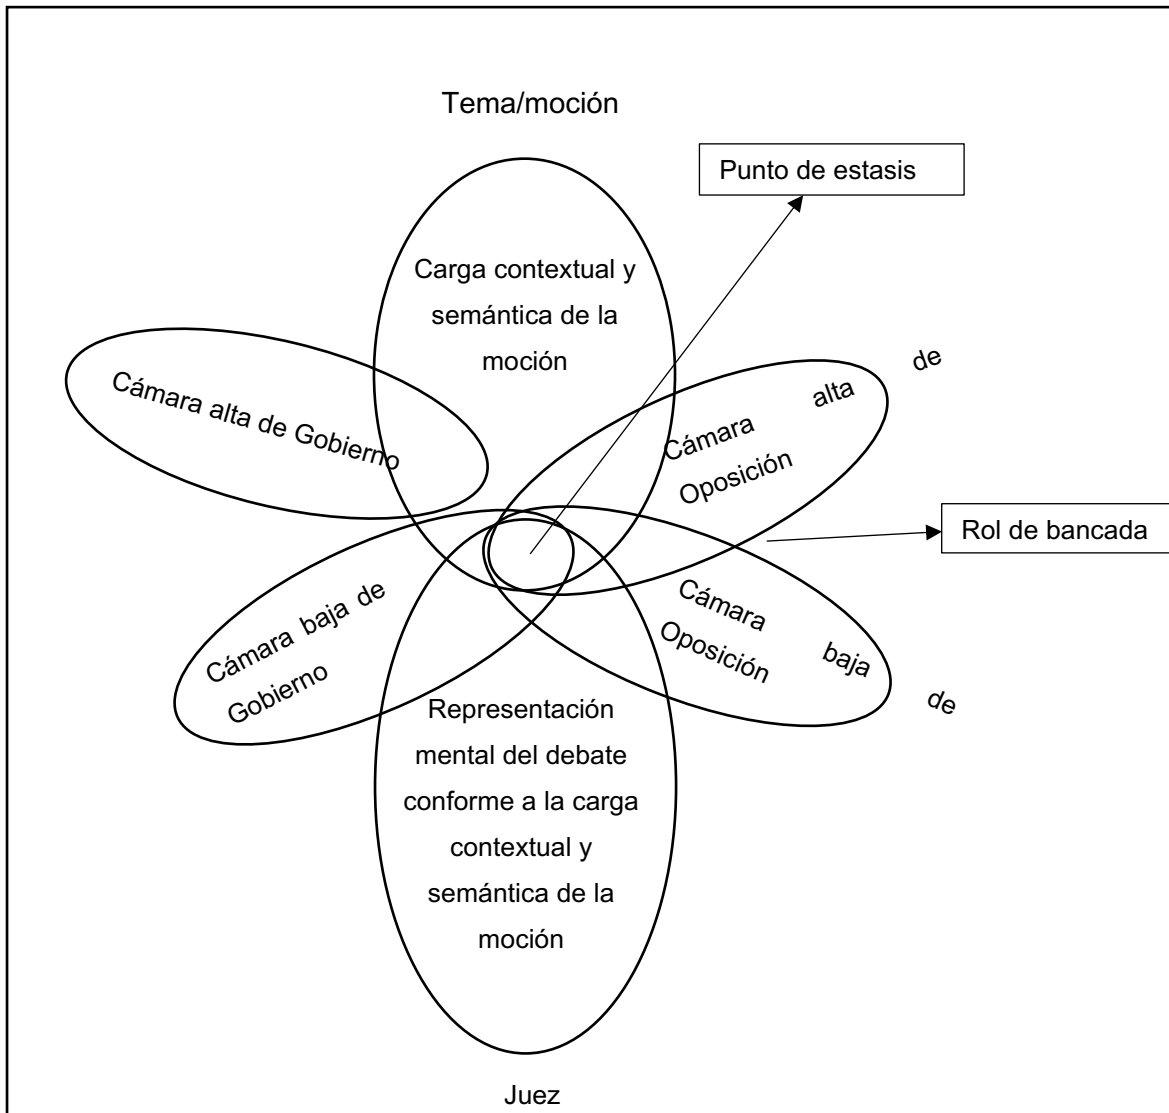 Tema/moción
Punto de estasis
Carga contextual y
semántica de la
moción
Cámara alta de Gobierno
Cámara alta de
Oposición
Rol de bancada
Cámara baja de
Oposición
Cámara baja de
Gobierno
Representación
mental del debate
conforme a la carga
contextual y
semántica de la
moción
Juez